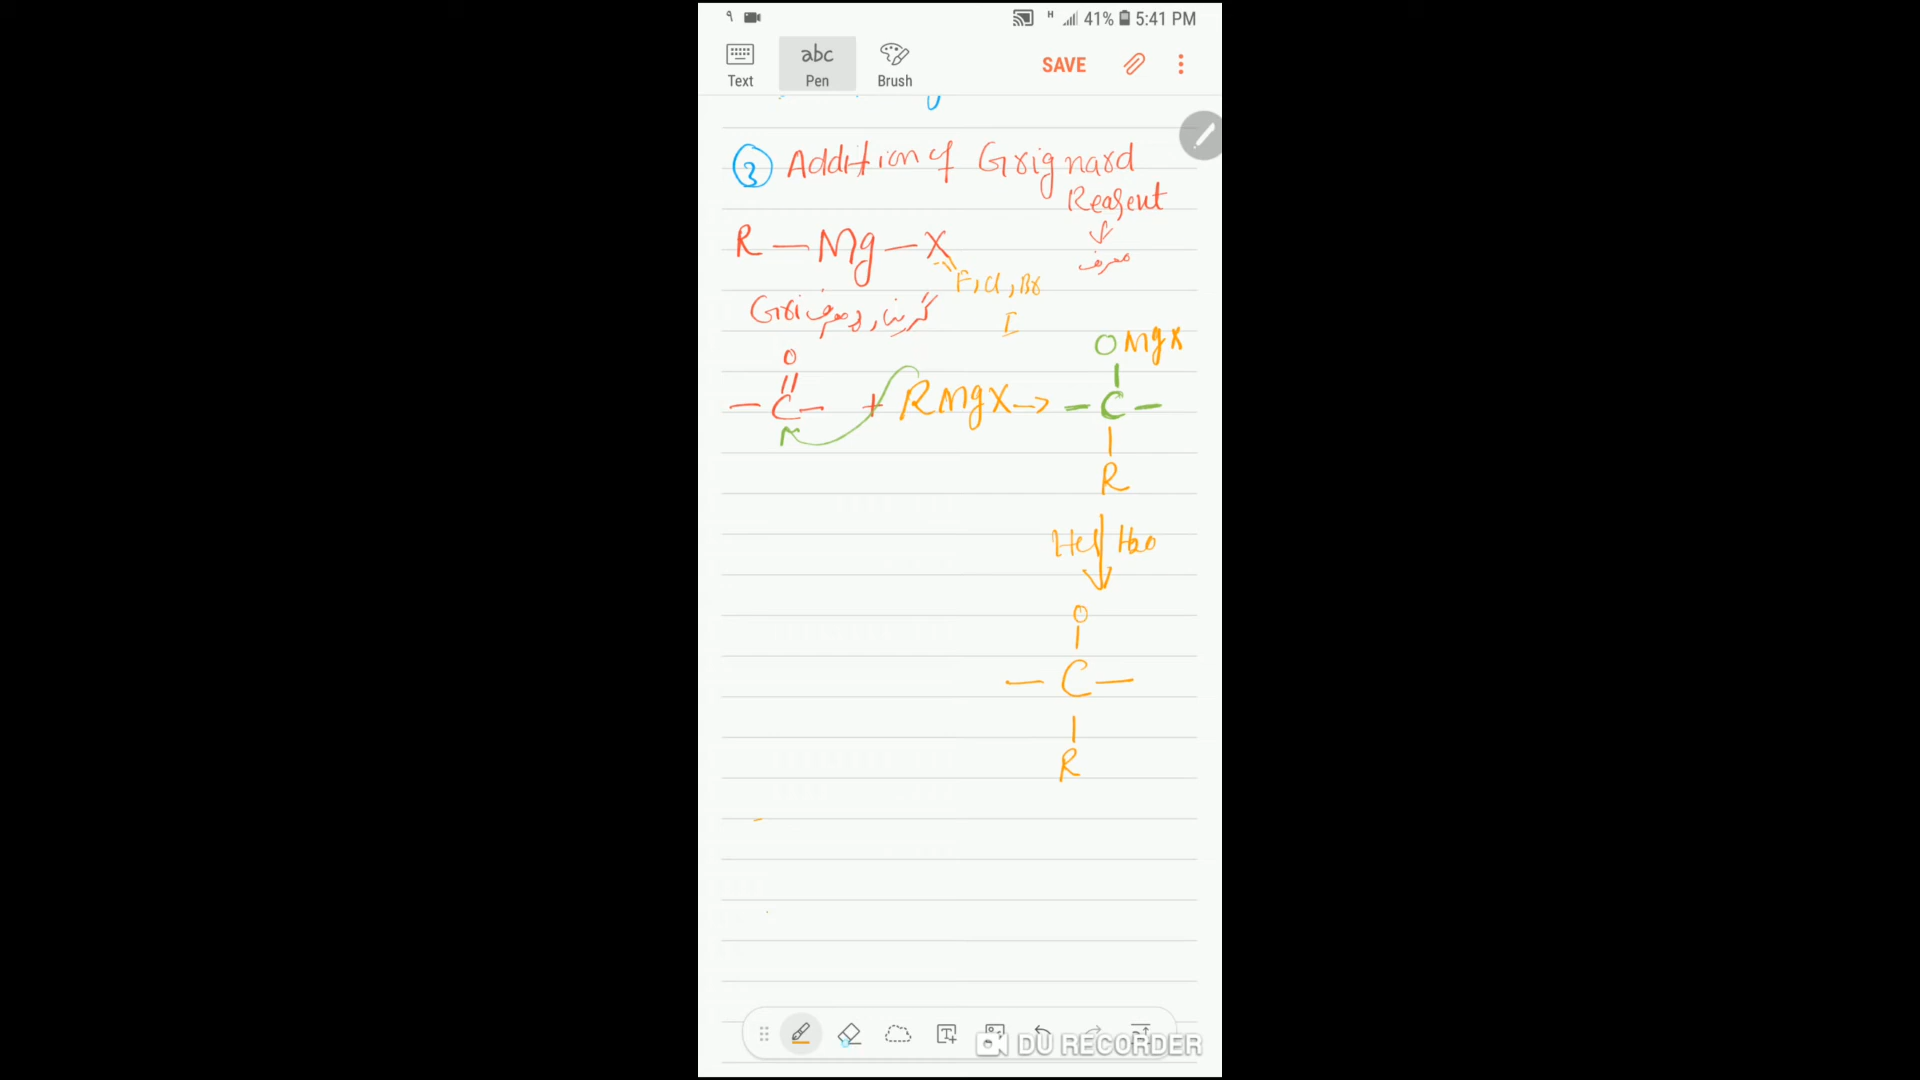 41% 5:41 PM
Text
abc
Pen
Brush
SAVE
3 Addition of Grignard
Reagent
معرف
R — Mg — X
F, Cl, Br
I
O
OMgX
— C — + RMgX → — C —
R
HCl H2O
O
— C —
R
DU RECORDER